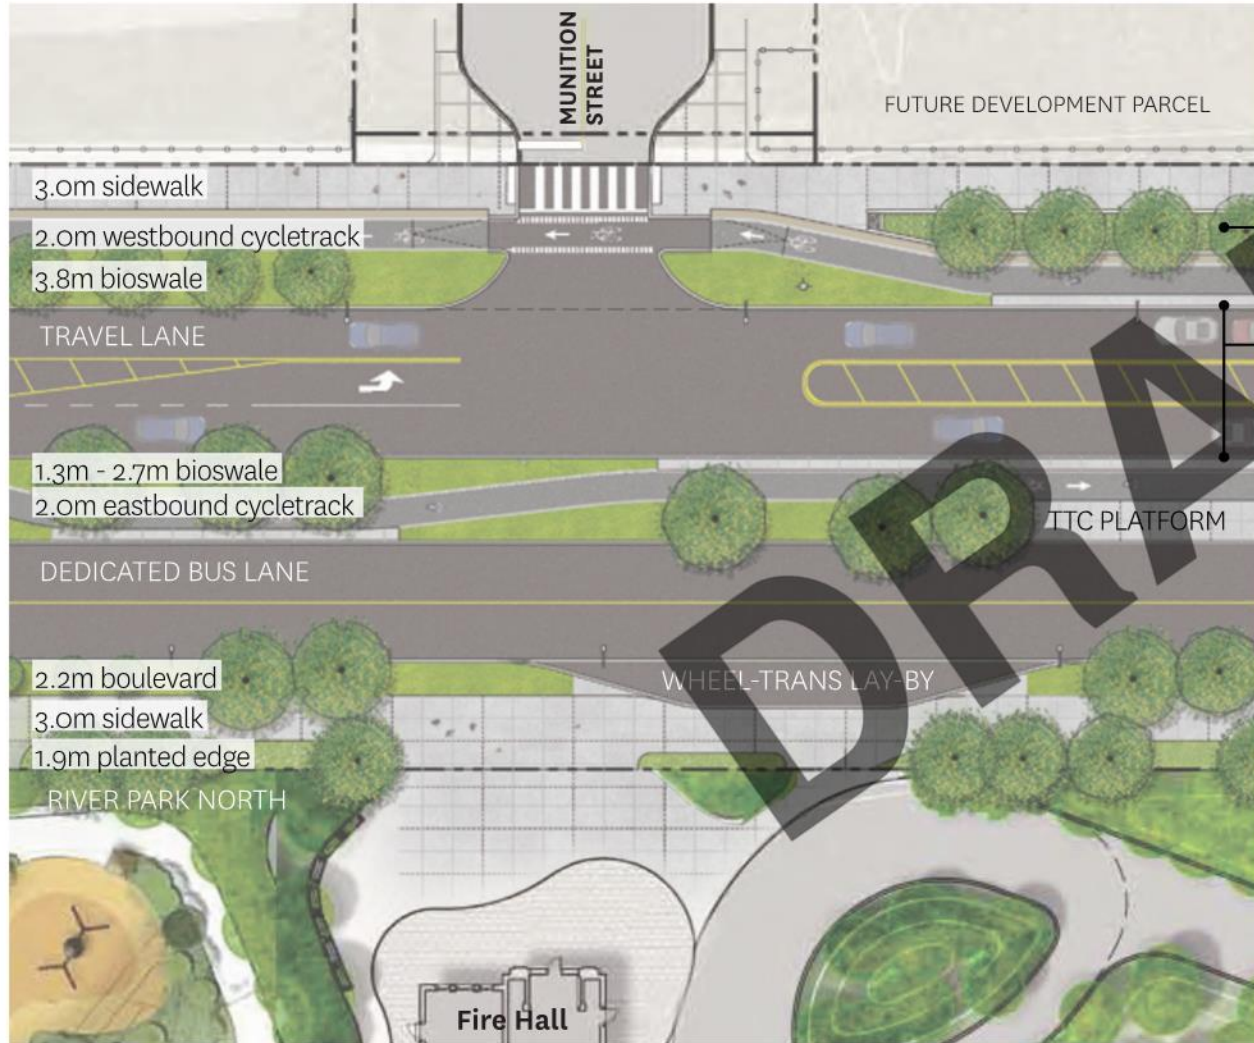 MUNITION
STREET
FUTURE DEVELOPMENT PARCEL
3.0m sidewalk
2.0m westbound cycletrack
3.8m bioswale
TRAVEL LANE
1.3m - 2.7m bioswale
2.0m eastbound cycletrack
TTC PLATFORM
DEDICATED BUS LANE
2.2m boulevard
WHEEL-TRANS LAY-BY
3.0m sidewalk
1.9m planted edge
RIVER PARK NORTH
Fire Hall
DRA